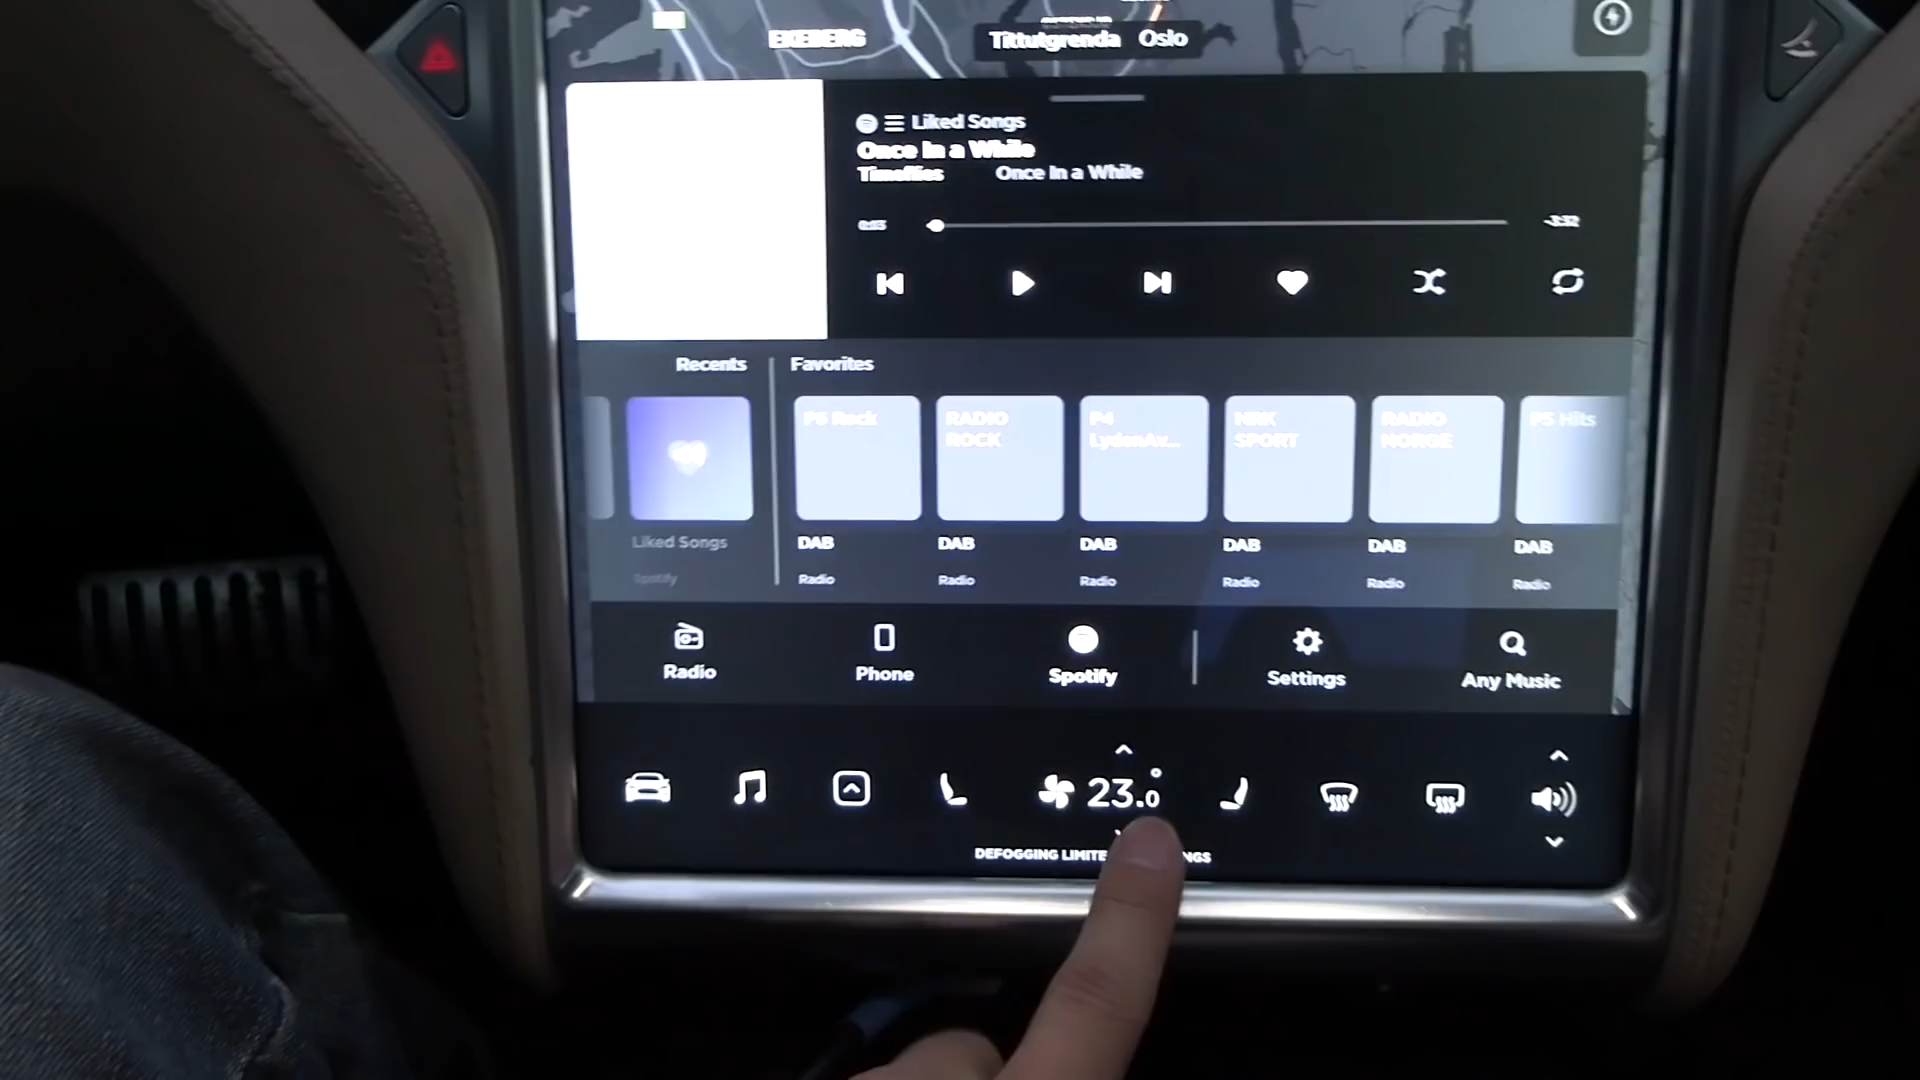 EKEBERG
Tittutgrenda Oslo
Liked Songs
Once In a While
Timeflies Once In a While
0:13 -3:32
Recents Favorites
P6 Rock RADIO ROCK P4 LydenAv... NRK SPORT RADIO NORGE P5 Hits
Liked Songs DAB DAB DAB DAB DAB DAB
Spotify Radio Radio Radio Radio Radio Radio
Radio Phone Spotify Settings Any Music
23.0°
DEFOGGING LIMITE NGS